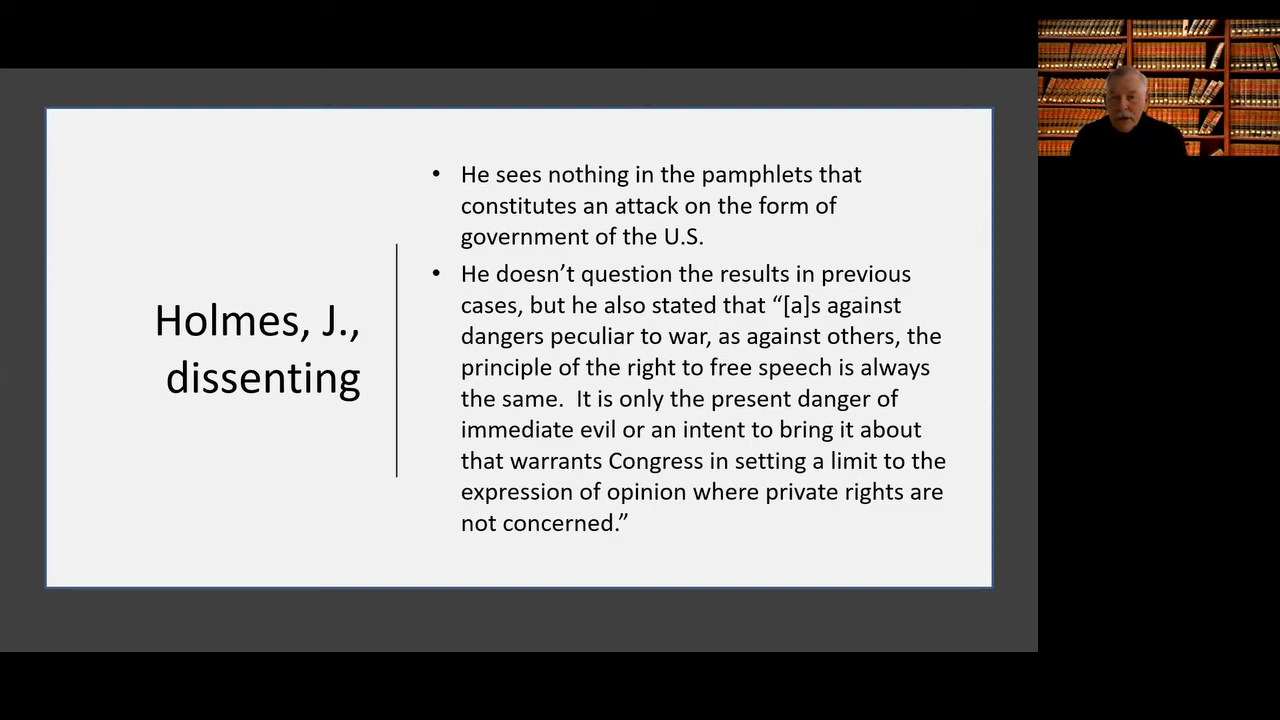 Holmes, J.,
dissenting
• He sees nothing in the pamphlets that
constitutes an attack on the form of
government of the U.S.
• He doesn’t question the results in previous
cases, but he also stated that “[a]s against
dangers peculiar to war, as against others, the
principle of the right to free speech is always
the same.  It is only the present danger of
immediate evil or an intent to bring it about
that warrants Congress in setting a limit to the
expression of opinion where private rights are
not concerned.”